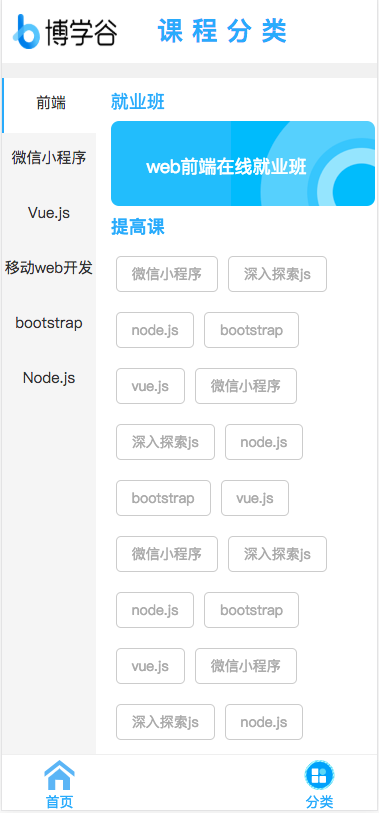 博学谷 课程分类
前端
微信小程序
Vue.js
移动web开发
bootstrap
Node.js
就业班
web前端在线就业班
提高课
微信小程序 深入探索js
node.js bootstrap
vue.js 微信小程序
深入探索js node.js
bootstrap vue.js
微信小程序 深入探索js
node.js bootstrap
vue.js 微信小程序
深入探索js node.js
首页 分类